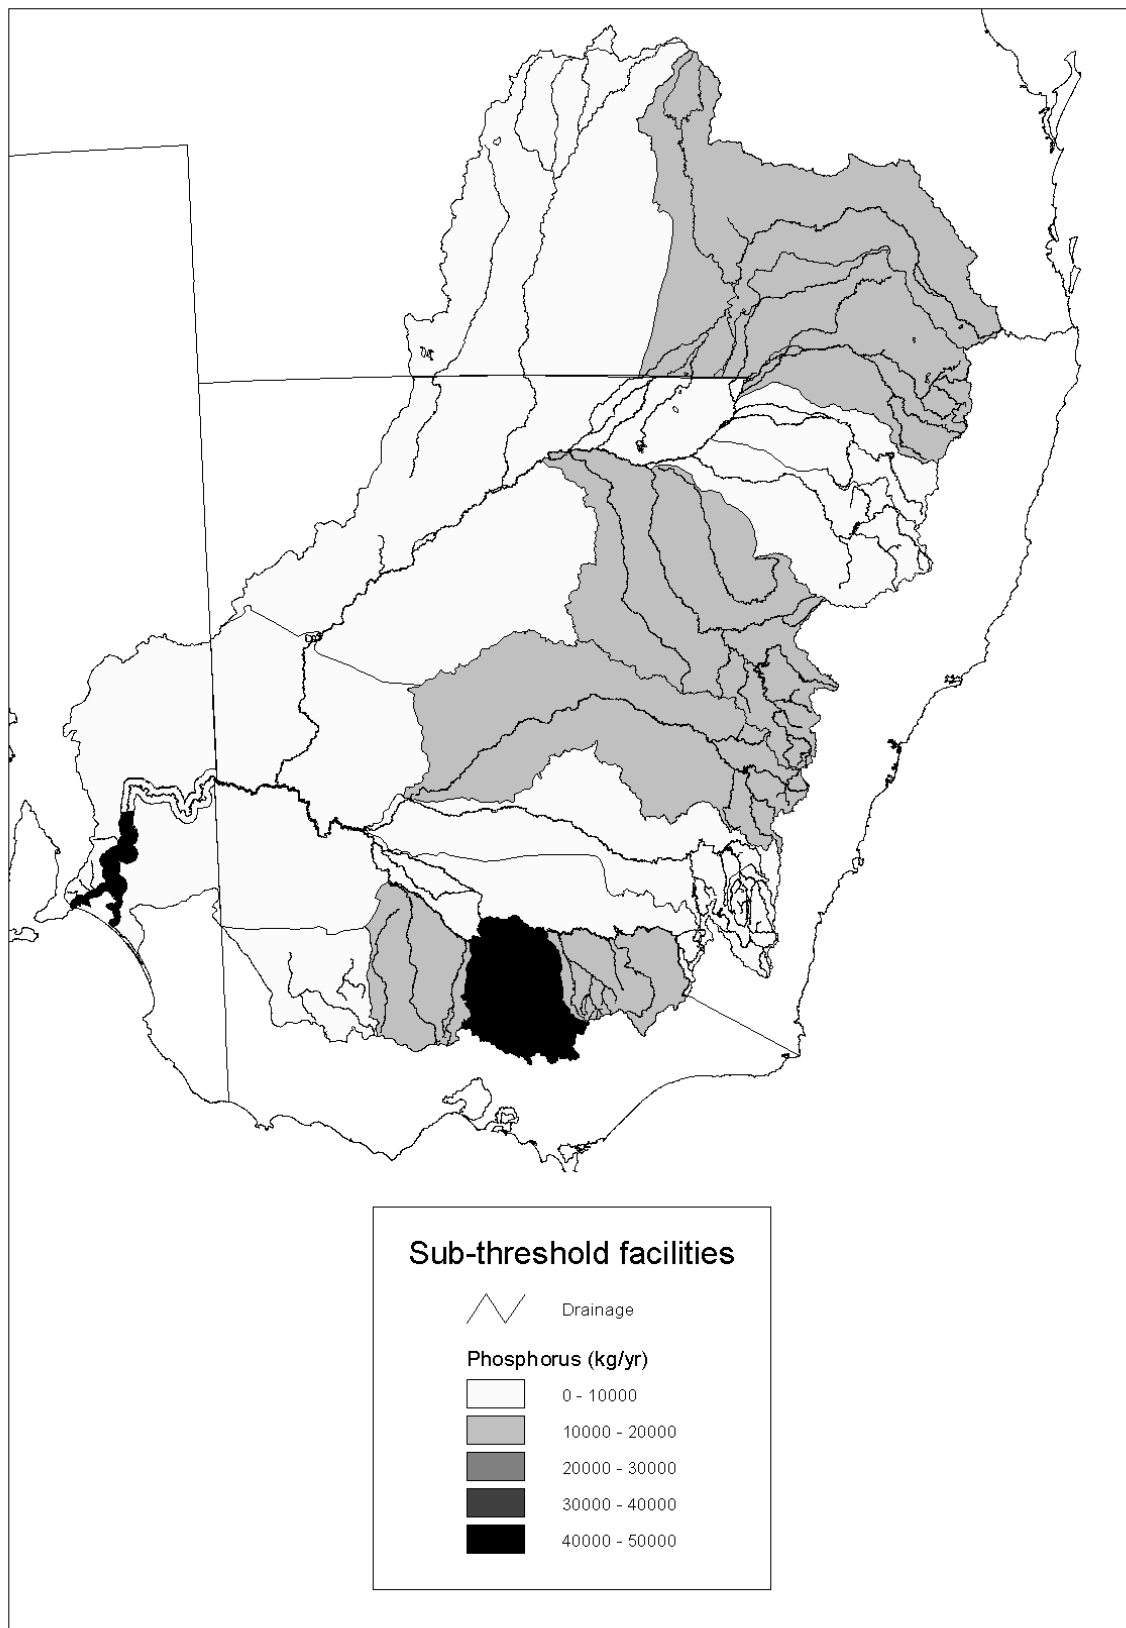 Sub-threshold facilities
Drainage
Phosphorus (kg/yr)
0 - 10000
10000 - 20000
20000 - 30000
30000 - 40000
40000 - 50000